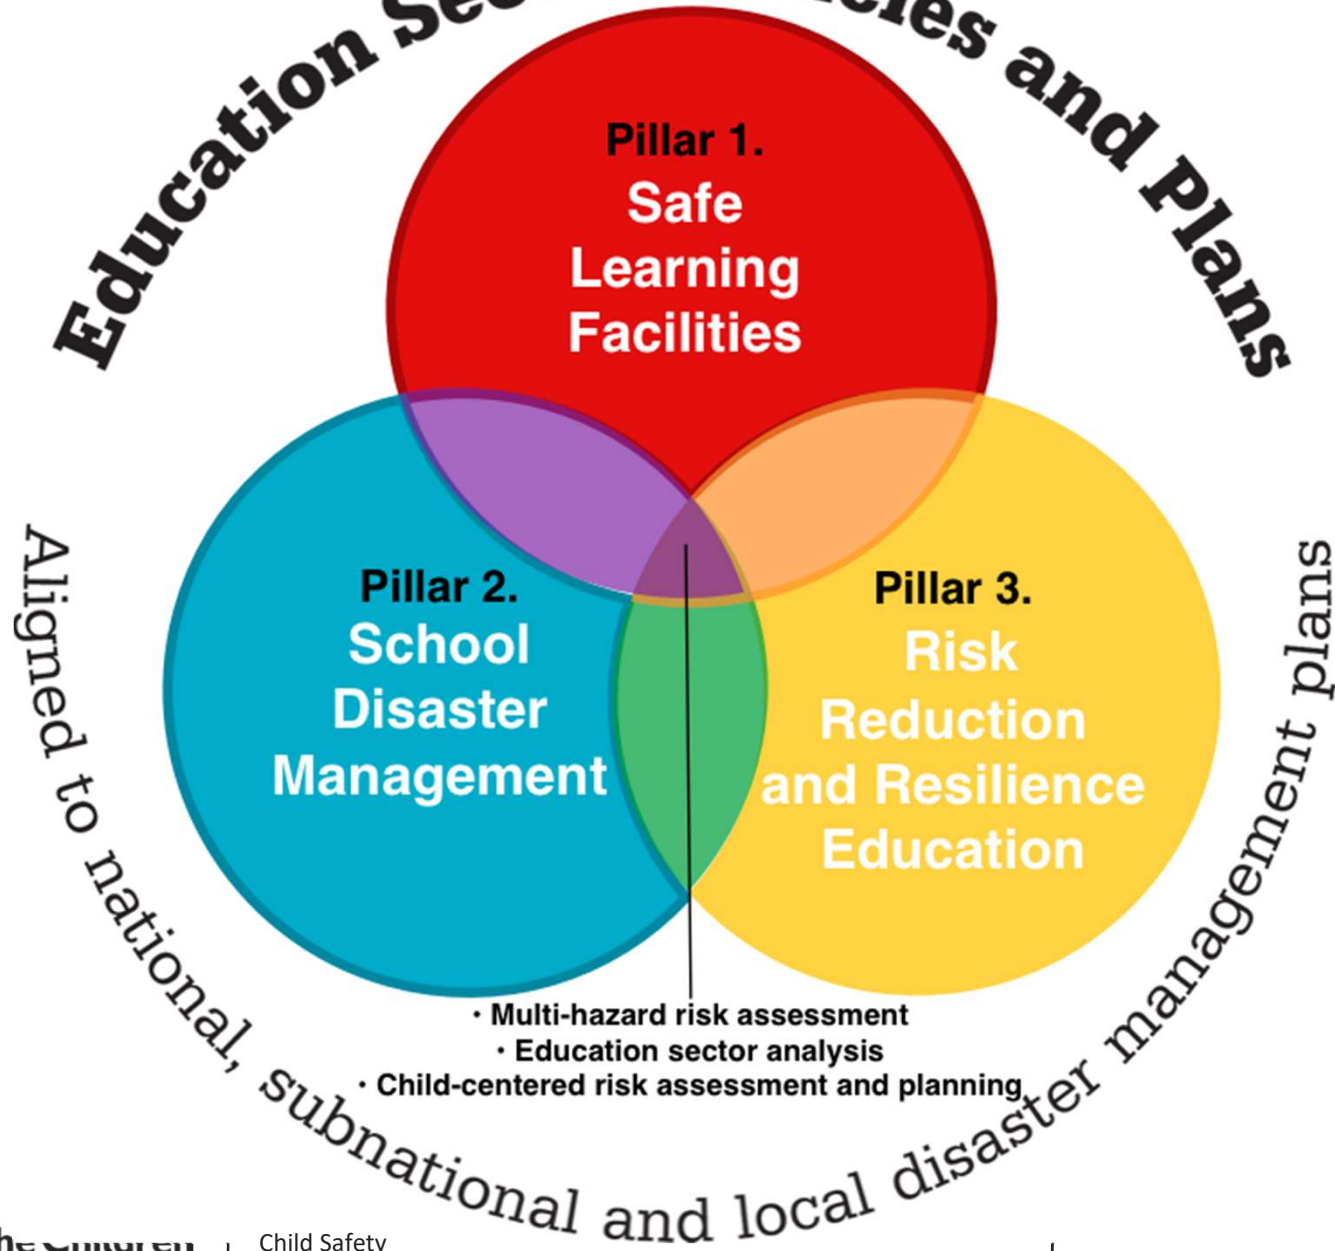 Education
and Plans
Pillar 1.
Safe
Learning
Facilities
Pillar 2.
School
Disaster
Management
Pillar 3.
Risk
Reduction
and Resilience
Education
· Multi-hazard risk assessment
· Education sector analysis
· Child-centered risk assessment and planning
Aligned to national, subnational and local disaster management plans
Child Safety